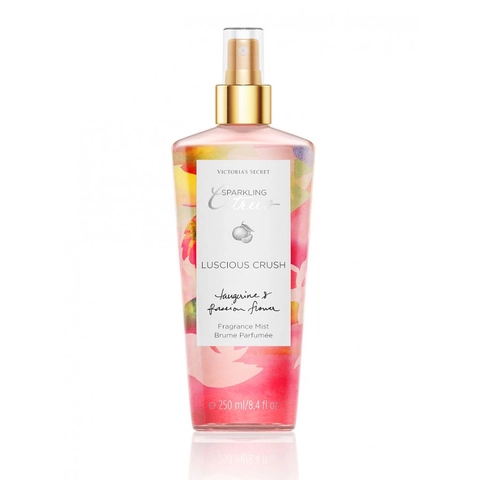 VICTORIA'S SECRET
SPARKLING
Citrus
LUSCIOUS CRUSH
tangerine &
passion flower
Fragrance Mist
Brume Parfumée
℮ 250 ml/8.4 fl oz